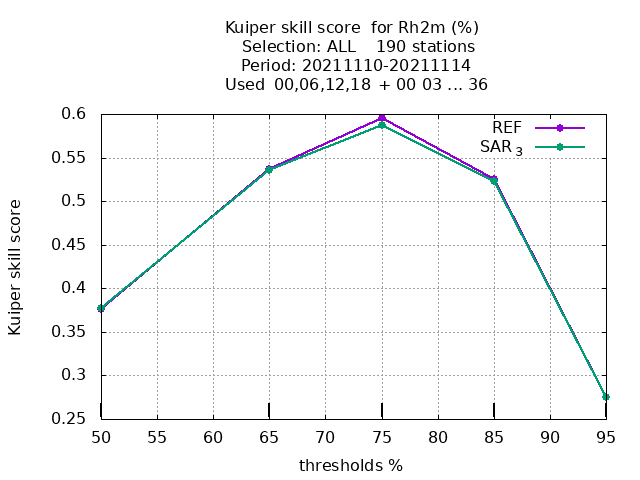 Kuiper skill score  for Rh2m (%)
Selection: ALL    190 stations
Period: 20211110-20211114
Used  00,06,12,18  + 00 03 ... 36
REF
SAR 3
0.6
0.55
0.5
0.45
0.4
0.35
0.3
0.25
Kuiper skill score
50 55 60 65 70 75 80 85 90 95
thresholds %